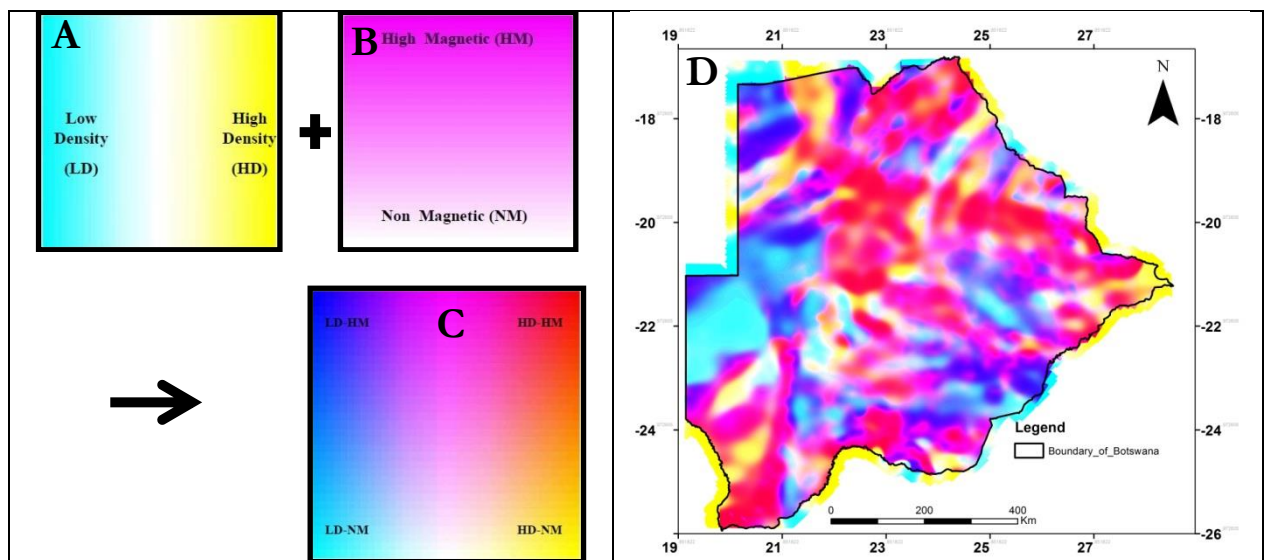 A
Low
Density
(LD)
High
Density
(HD)
+
B
High Magnetic (HM)
Non Magnetic (NM)
C
LD-HM
HD-HM
LD-NM
HD-NM
D
19
21
23
25
27
N
-18
-18
-20
-20
-22
-22
-24
-24
-26
Legend
Boundary_of_Botswana
0
200
400
Km
19
21
23
25
27